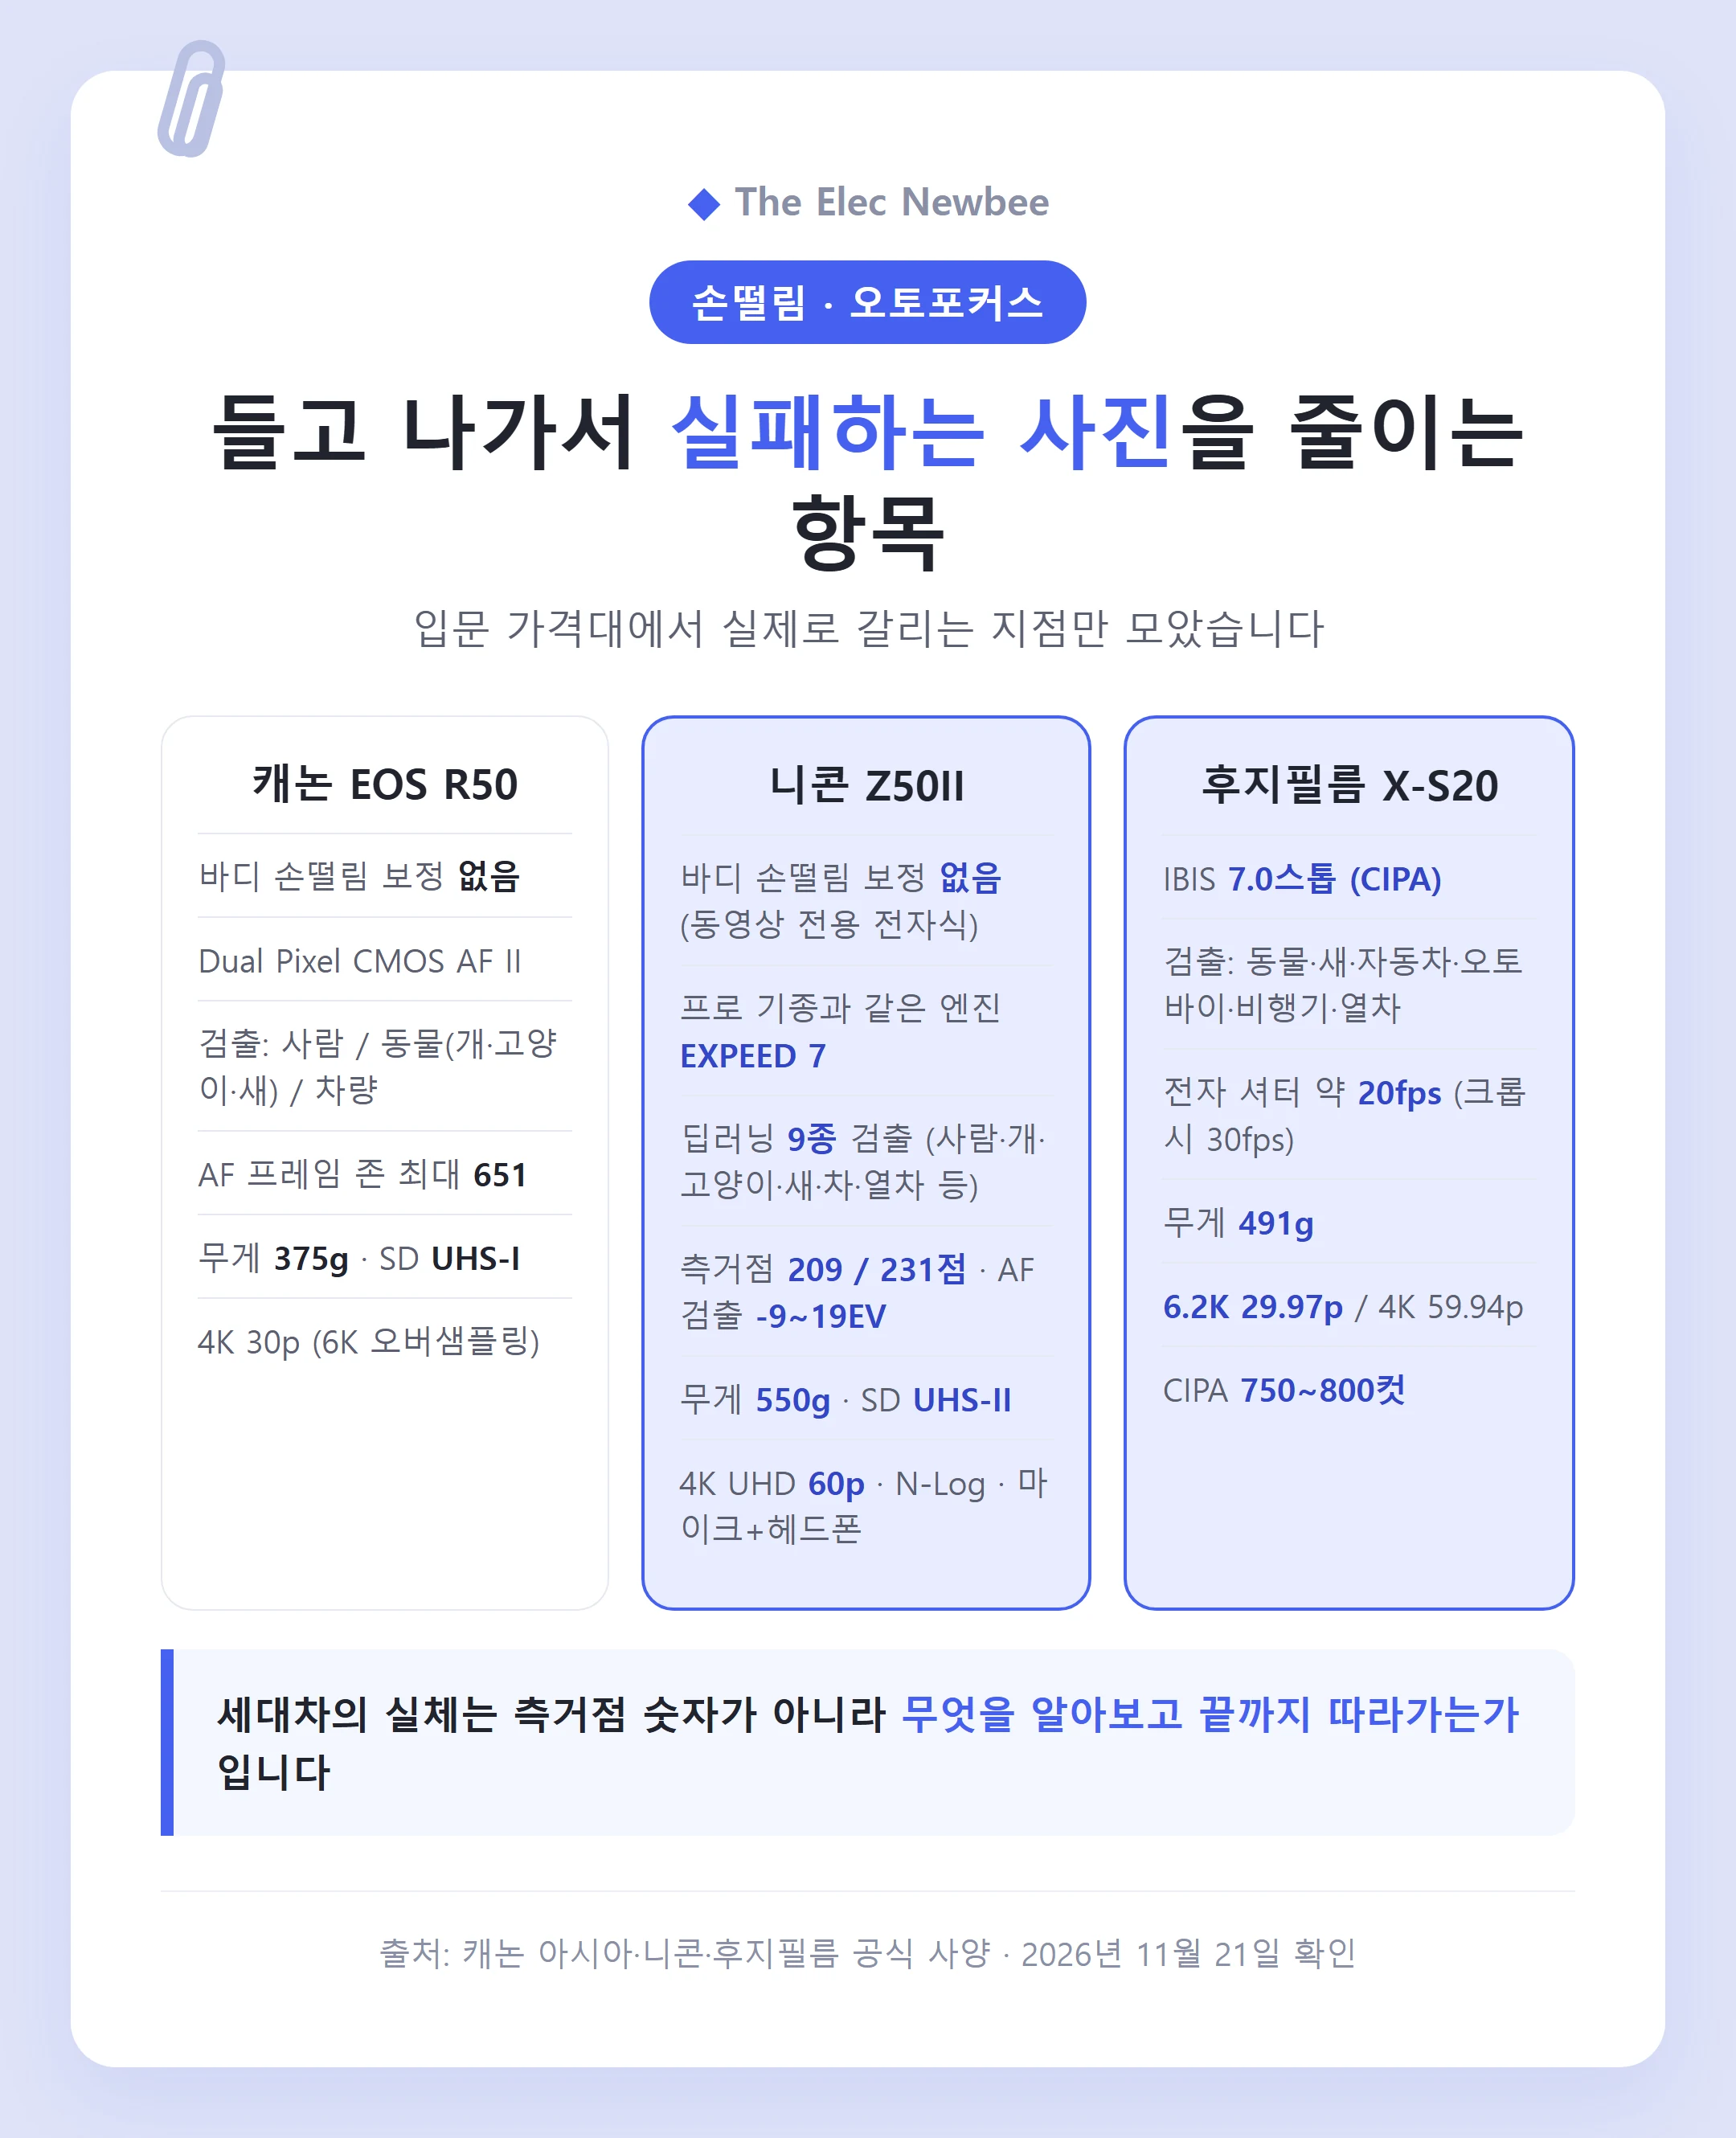 The Elec Newbee
손떨림 · 오토포커스
들고 나가서 실패하는 사진을 줄이는
항목
입문 가격대에서 실제로 갈리는 지점만 모았습니다
캐논 EOS R50
바디 손떨림 보정 없음
Dual Pixel CMOS AF II
검출: 사람 / 동물(개·고양
이·새) / 차량
AF 프레임 존 최대 651
무게 375g · SD UHS-I
4K 30p (6K 오버샘플링)
니콘 Z50II
바디 손떨림 보정 없음
(동영상 전용 전자식)
프로 기종과 같은 엔진
EXPEED 7
딥러닝 9종 검출 (사람·개·
고양이·새·차·열차 등)
측거점 209 / 231점 · AF
검출 -9~19EV
무게 550g · SD UHS-II
4K UHD 60p · N-Log · 마
이크+헤드폰
후지필름 X-S20
IBIS 7.0스톱 (CIPA)
검출: 동물·새·자동차·오토
바이·비행기·열차
전자 셔터 약 20fps (크롭
시 30fps)
무게 491g
6.2K 29.97p / 4K 59.94p
CIPA 750~800컷
세대차의 실체는 측거점 숫자가 아니라 무엇을 알아보고 끝까지 따라가는가
입니다
출처: 캐논 아시아·니콘·후지필름 공식 사양 · 2026년 11월 21일 확인